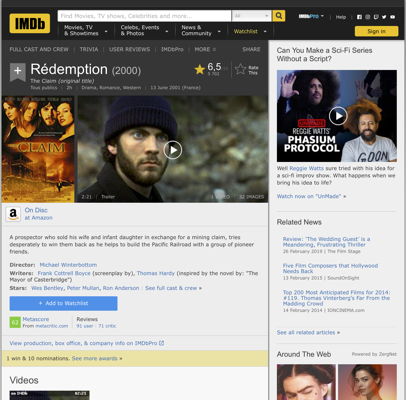 IMDb
Find Movies, TV shows, Celebrities and more...
All
IMDbPro
Help
Movies, TV
& Showtimes
Celebs, Events
& Photos
News &
Community
Watchlist
Sign in
FULL CAST AND CREW | TRIVIA | USER REVIEWS | IMDbPro | MORE
SHARE
Rédemption (2000)
The Claim (original title)
Tous publics | 2h | Drama, Romance, Western | 13 June 2001 (France)
6,5
Rate
This
CLAIM
2:21 | Trailer
1 VIDEO
32 IMAGES
On Disc
at Amazon
A prospector who sold his wife and infant daughter in exchange for a mining claim, tries
desperately to win them back as he helps to build the Pacific Railroad with a group of pioneer
friends.
Director: Michael Winterbottom
Writers: Frank Cottrell Boyce (screenplay by), Thomas Hardy (inspired by the novel by: "The
Mayor of Casterbridge")
Stars: Wes Bentley, Peter Mullan, Ron Anderson | See full cast & crew »
+ Add to Watchlist
Metascore
From metacritic.com
Reviews
91 user | 71 critic
View production, box office, & company info on IMDbPro
1 win & 10 nominations. See more awards »
Videos
Can You Make a Sci-Fi Series
Without a Script?
REGGIE WATTS'
PHASIUM
PROTOCOL
Well Reggie Watts sure tried with his idea for
a sci-fi improv show. What happens when we
bring his idea to life?
Watch now on "UnMade" »
Related News
Review: 'The Wedding Guest' is a
Meandering, Frustrating Thriller
26 February 2019 | The Film Stage
Five Film Composers that Hollywood
Needs Back
13 February 2015 | SoundOnSight
Top 200 Most Anticipated Films for 2014:
#119. Thomas Vinterberg's Far From the
Madding Crowd
14 February 2014 | IONCINEMA.com
See all related articles »
Around The Web
Powered by ZergNet